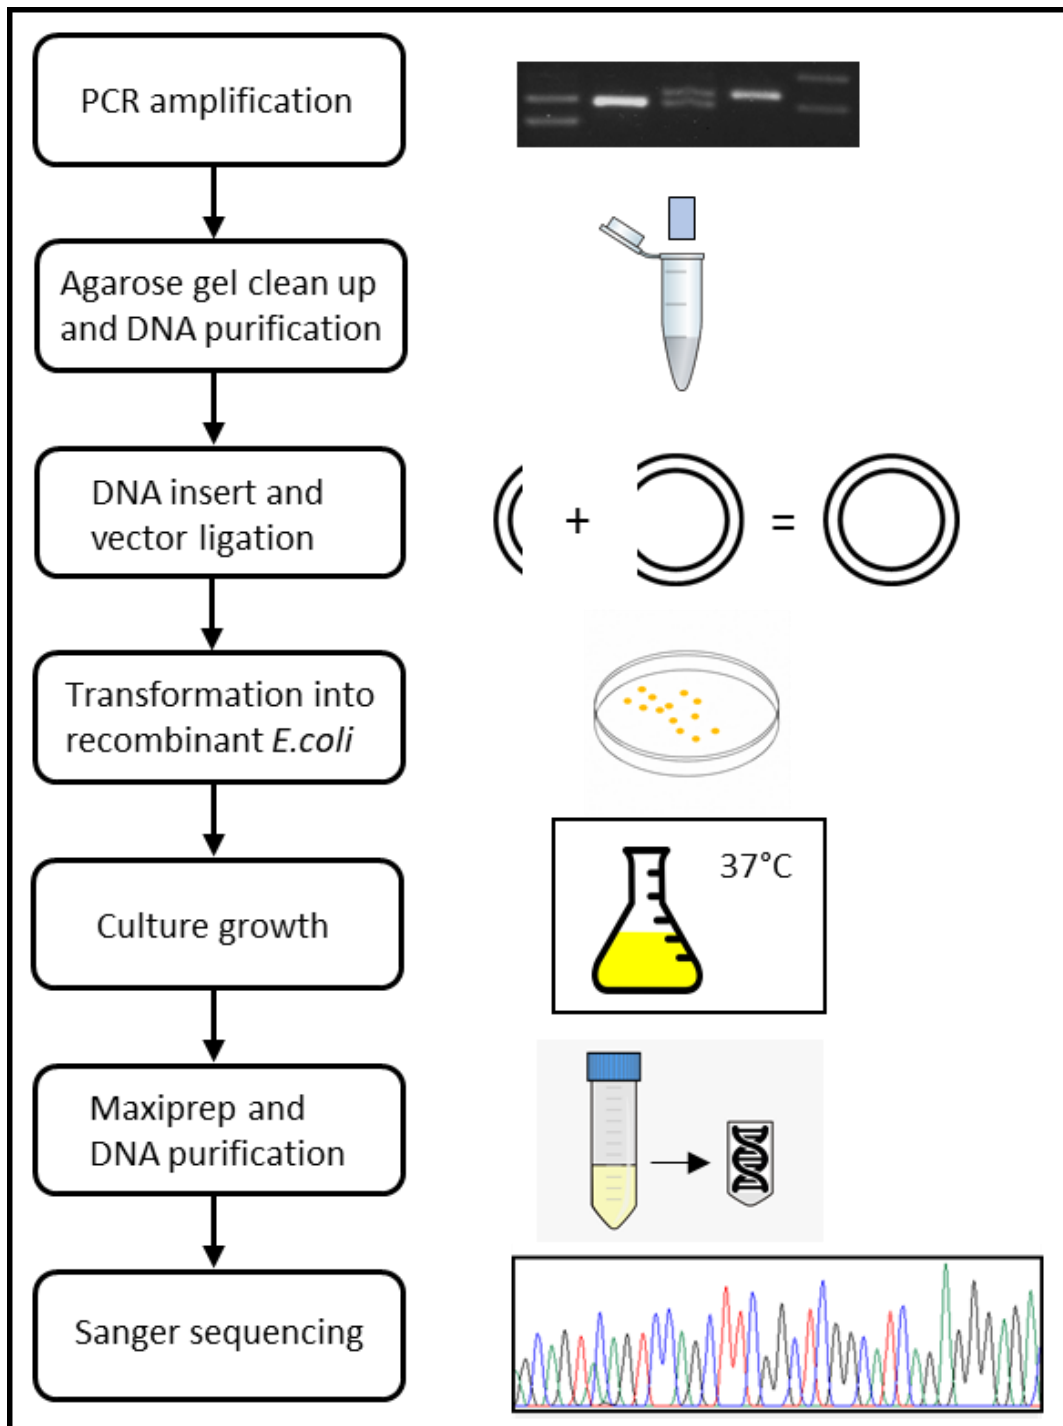 PCR amplification
Agarose gel clean up
and DNA purification
DNA insert and
vector ligation
+
=
Transformation into
recombinant E.coli
Culture growth
37°C
Maxiprep and
DNA purification
Sanger sequencing